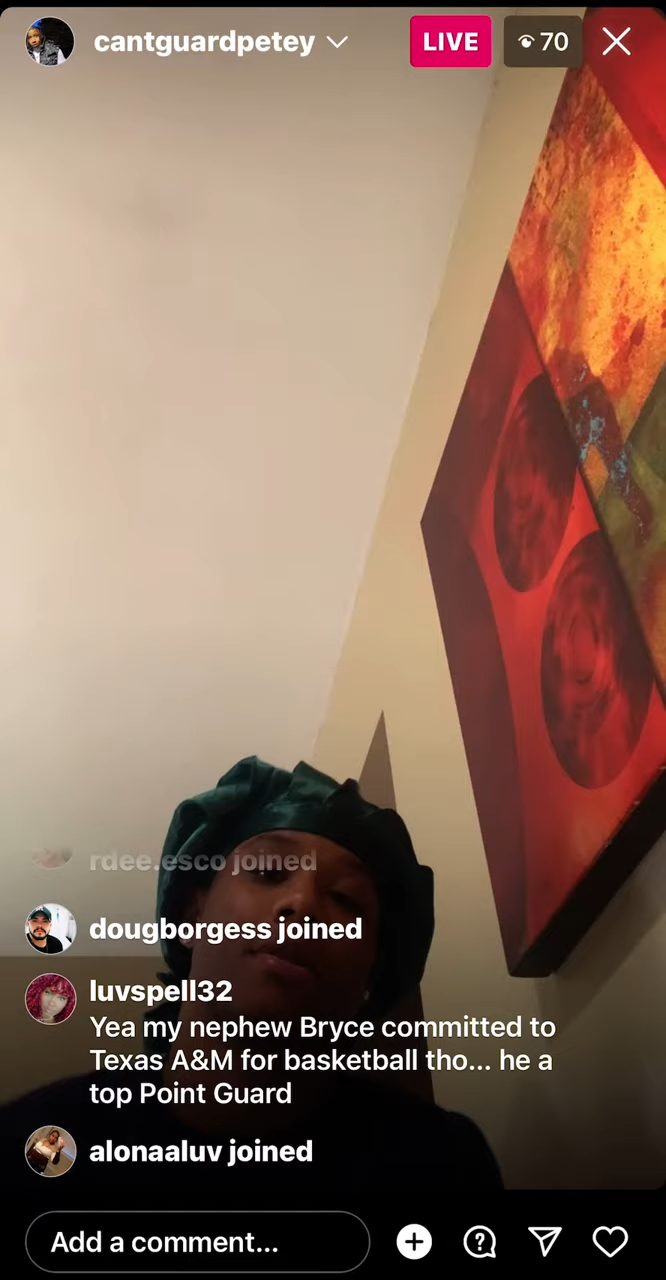 cantguardpetey
LIVE
70
rdee.esco joined
dougborgess joined
luvspell32
Yea my nephew Bryce committed to
Texas A&M for basketball tho... he a
top Point Guard
alonaaluv joined
Add a comment...